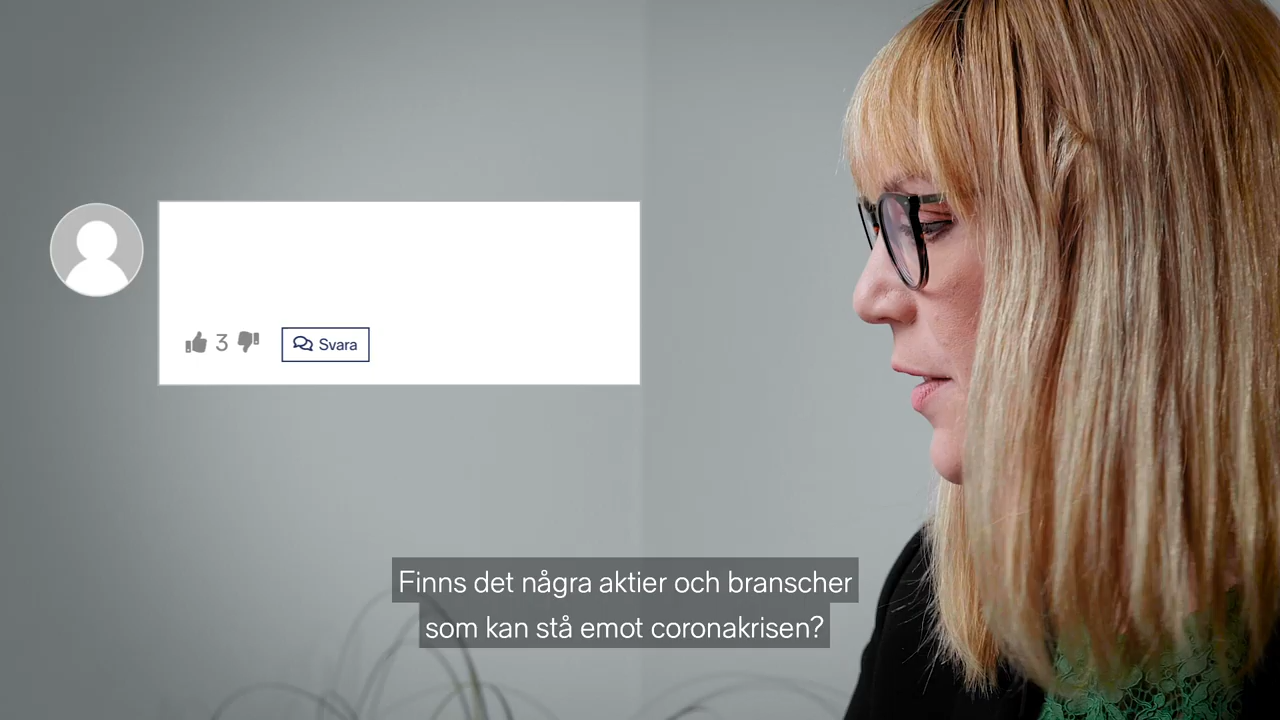 3
Svara
Finns det några aktier och branscher
som kan stå emot coronakrisen?